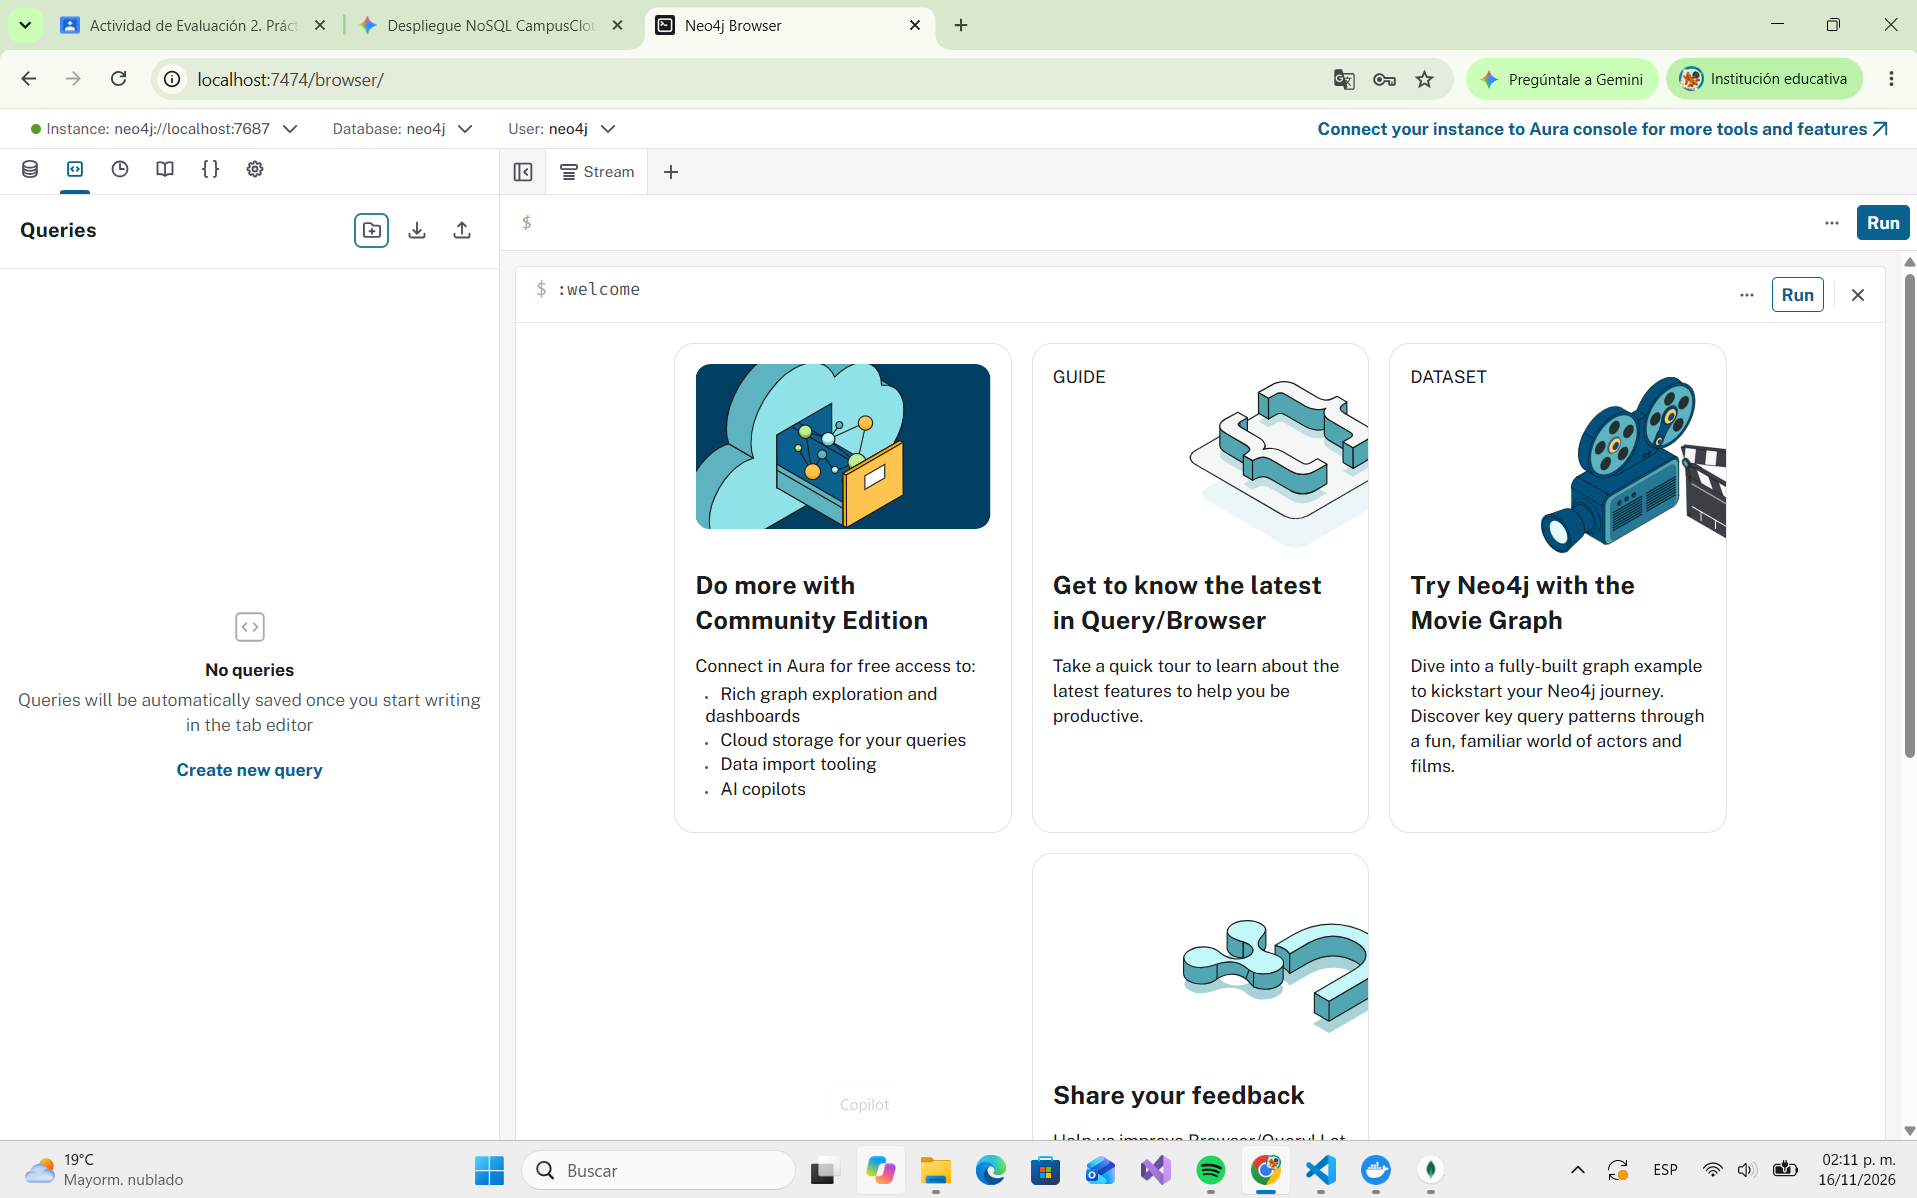 Actividad de Evaluación 2. Práct
Despliegue NoSQL CampusClou
Neo4j Browser
localhost:7474/browser/
Pregúntale a Gemini
Institución educativa
Instance: neo4j://localhost:7687
Database: neo4j
User: neo4j
Connect your instance to Aura console for more tools and features
Stream
Queries
$
Run
$ :welcome
Run
No queries
Queries will be automatically saved once you start writing
in the tab editor
Create new query
Do more with
Community Edition
Connect in Aura for free access to:
• Rich graph exploration and
dashboards
• Cloud storage for your queries
• Data import tooling
• AI copilots
GUIDE
Get to know the latest
in Query/Browser
Take a quick tour to learn about the
latest features to help you be
productive.
DATASET
Try Neo4j with the
Movie Graph
Dive into a fully-built graph example
to kickstart your Neo4j journey.
Discover key query patterns through
a fun, familiar world of actors and
films.
Share your feedback
Help us improve Browser/Query! Let
Copilot
19°C
Mayorm. nublado
Buscar
ESP
02:11 p. m.
16/11/2026